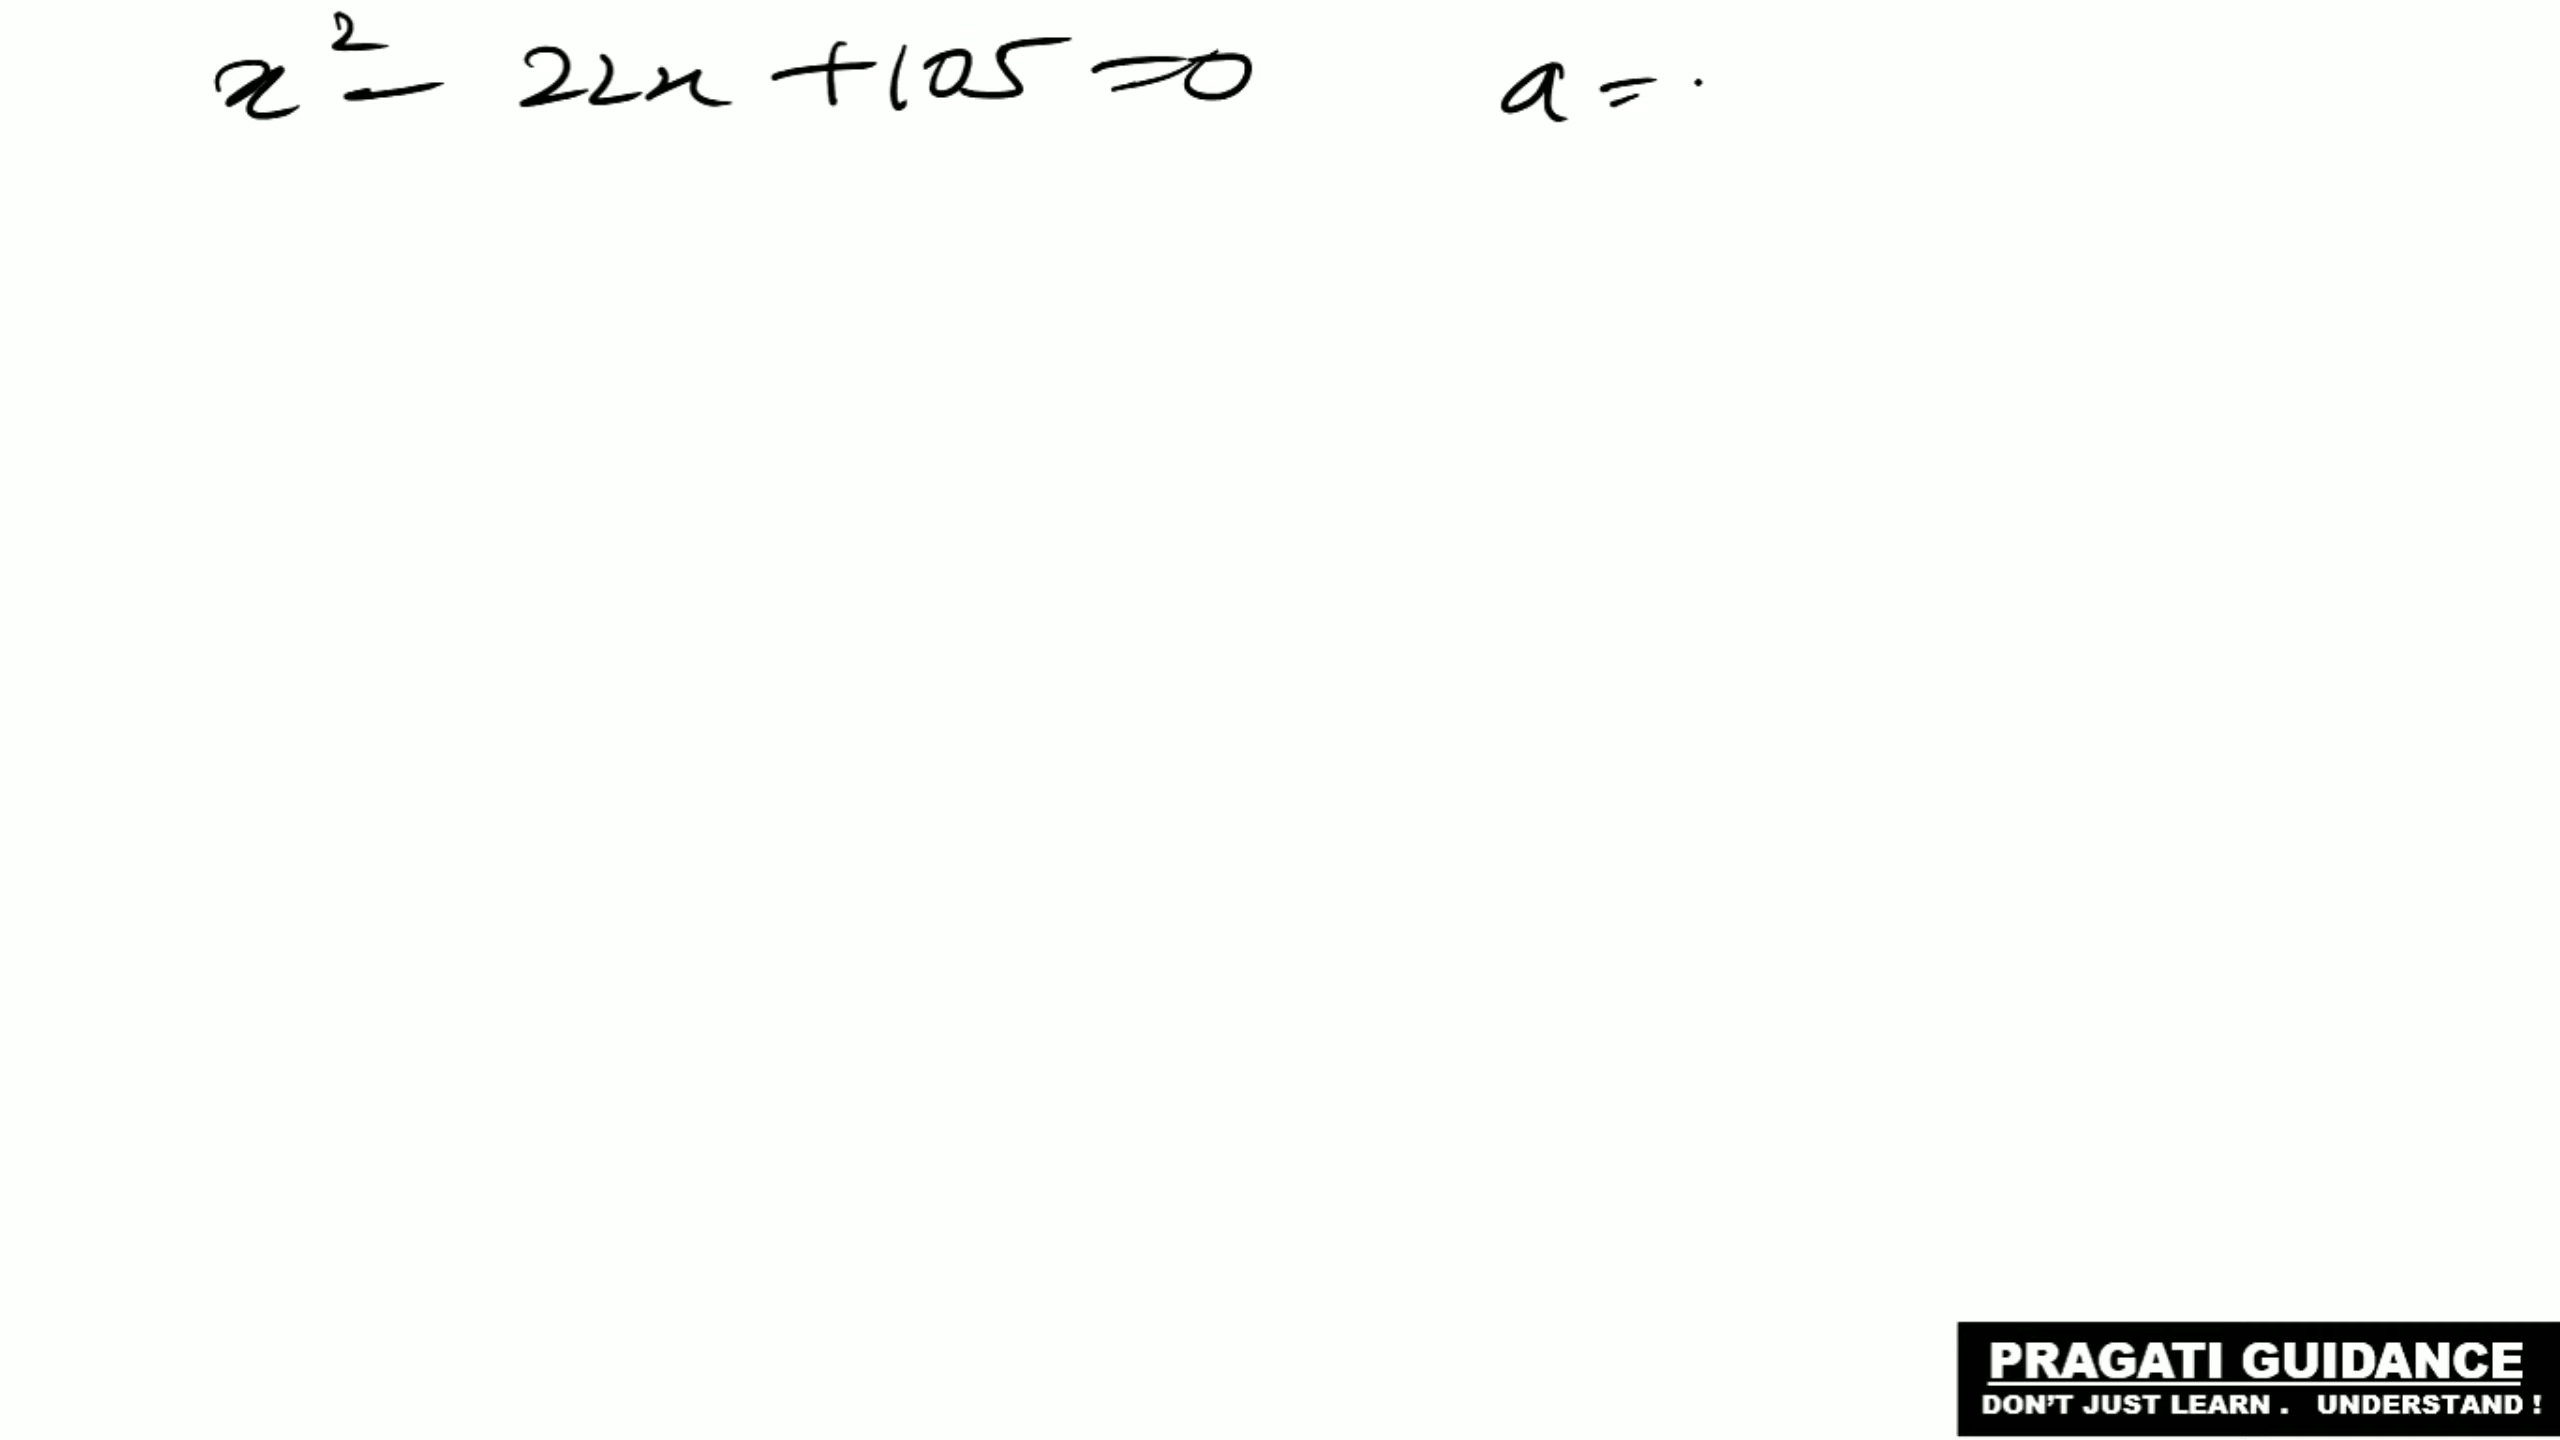 x² - 22x + 105 = 0 a = .
PRAGATI GUIDANCE
DON'T JUST LEARN . UNDERSTAND !